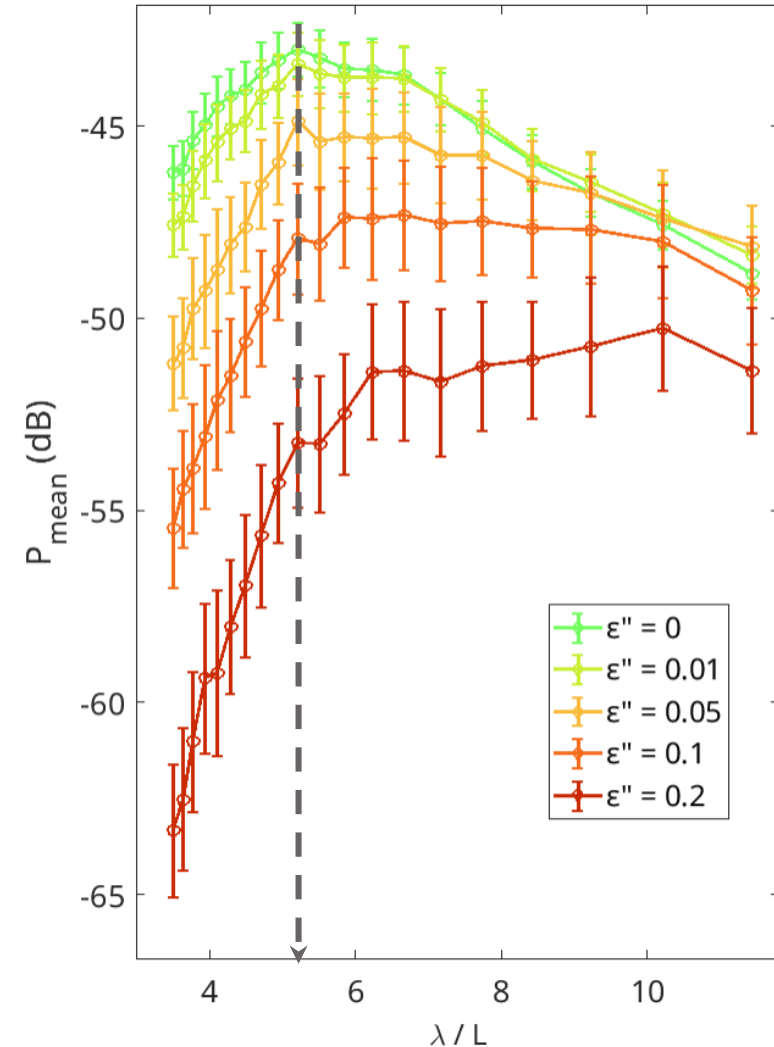 -45
-50
-55
-60
-65
P_mean (dB)
4
6
8
10
λ / L
ε" = 0
ε" = 0.01
ε" = 0.05
ε" = 0.1
ε" = 0.2